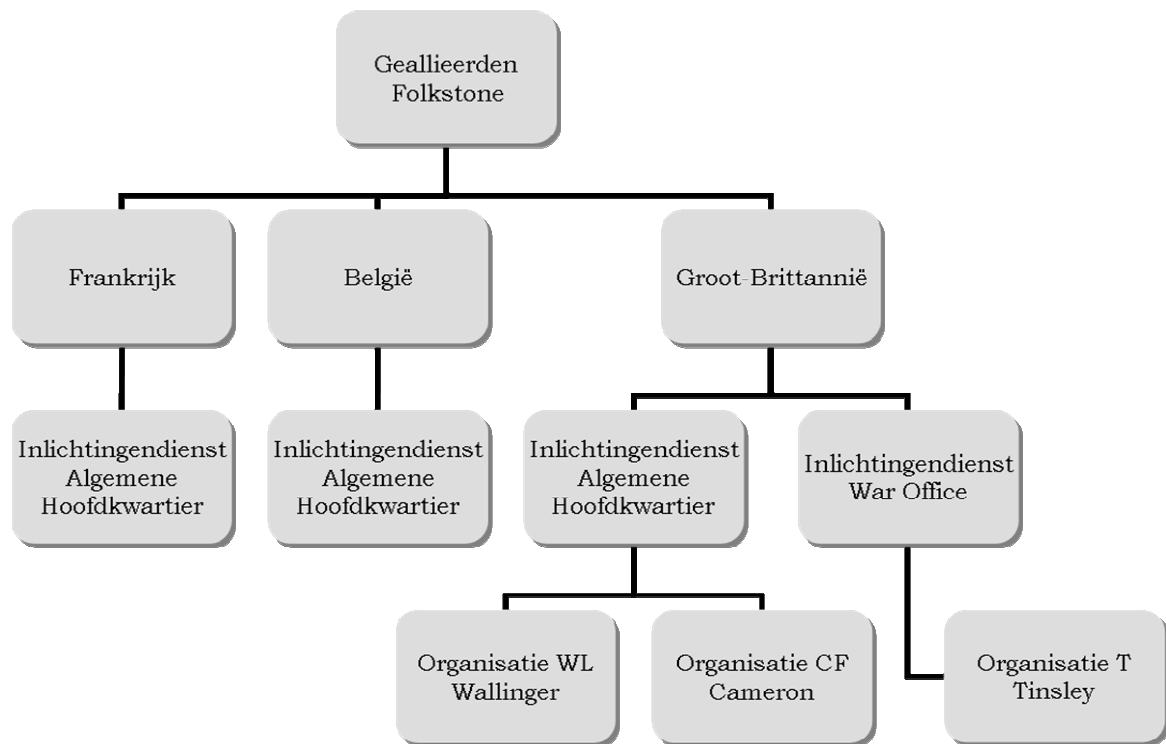 Geallieerden
Folkstone
Frankrijk
België
Groot-Brittannië
Inlichtingendienst
Algemene
Hoofdkwartier
Inlichtingendienst
Algemene
Hoofdkwartier
Inlichtingendienst
Algemene
Hoofdkwartier
Inlichtingendienst
War Office
Organisatie WL
Wallinger
Organisatie CF
Cameron
Organisatie T
Tinsley